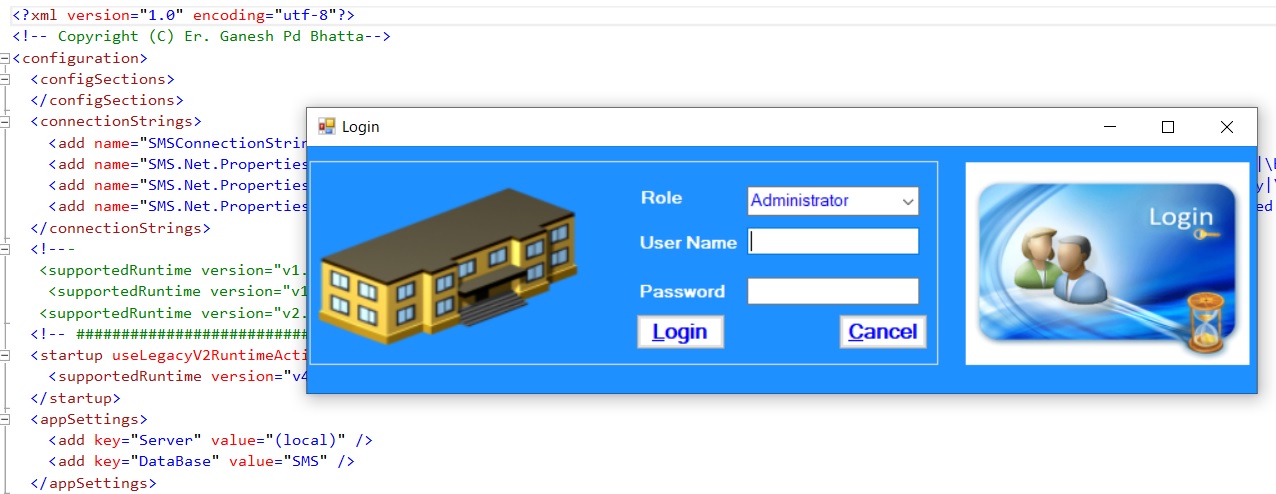 <?xml version="1.0" encoding="utf-8"?>
<!-- Copyright (C) Er. Ganesh Pd Bhatta-->
<configuration>
<configSections>
</configSections>
<connectionStrings>
<add name="SMSConnectionStrin
<add name="SMS.Net.Properties
<add name="SMS.Net.Properties
<add name="SMS.Net.Properties
ed
</connectionStrings>
<!---
<supportedRuntime version="v1.
<supportedRuntime version="v1
<supportedRuntime version="v2.
<!-- ##########################
<startup useLegacyV2RuntimeActi
<supportedRuntime version="v4
</startup>
<appSettings>
<add key="Server" value="(local)" />
<add key="DataBase" value="SMS" />
</appSettings>
Login
Role
Administrator
User Name
Password
Login
Cancel
Login